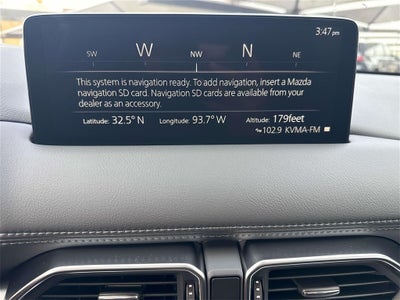 3:47 pm
SW W NW N NE
This system is navigation ready. To add navigation, insert a Mazda
navigation SD card. Navigation SD cards are available from your
dealer as an accessory.
Latitude: 32.5° N Longitude: 93.7° W Altitude: 179feet
102.9 KVMA-FM